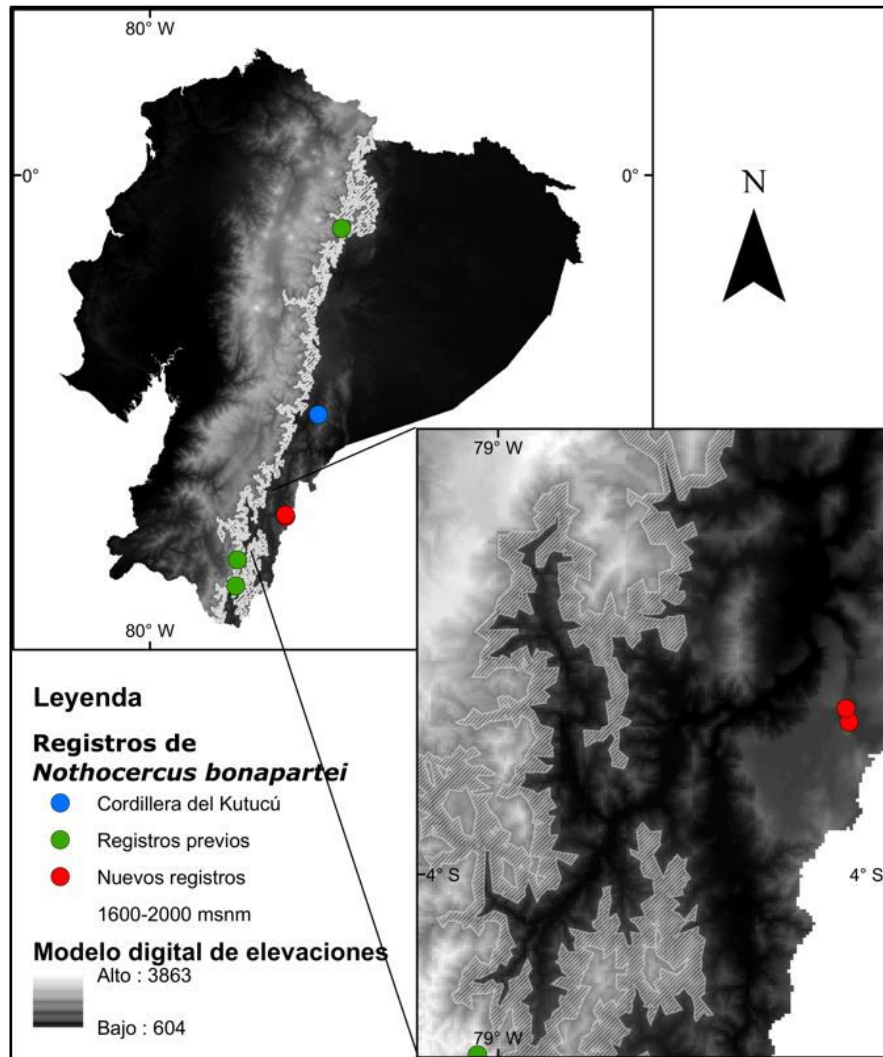 80° W
0°
0°
N
80° W
79° W
4° S
4° S
79° W
Leyenda
Registros de
Nothocercus bonapartei
Cordillera del Kutucú
Registros previos
Nuevos registros
1600-2000 msnm
Modelo digital de elevaciones
Alto : 3863
Bajo : 604